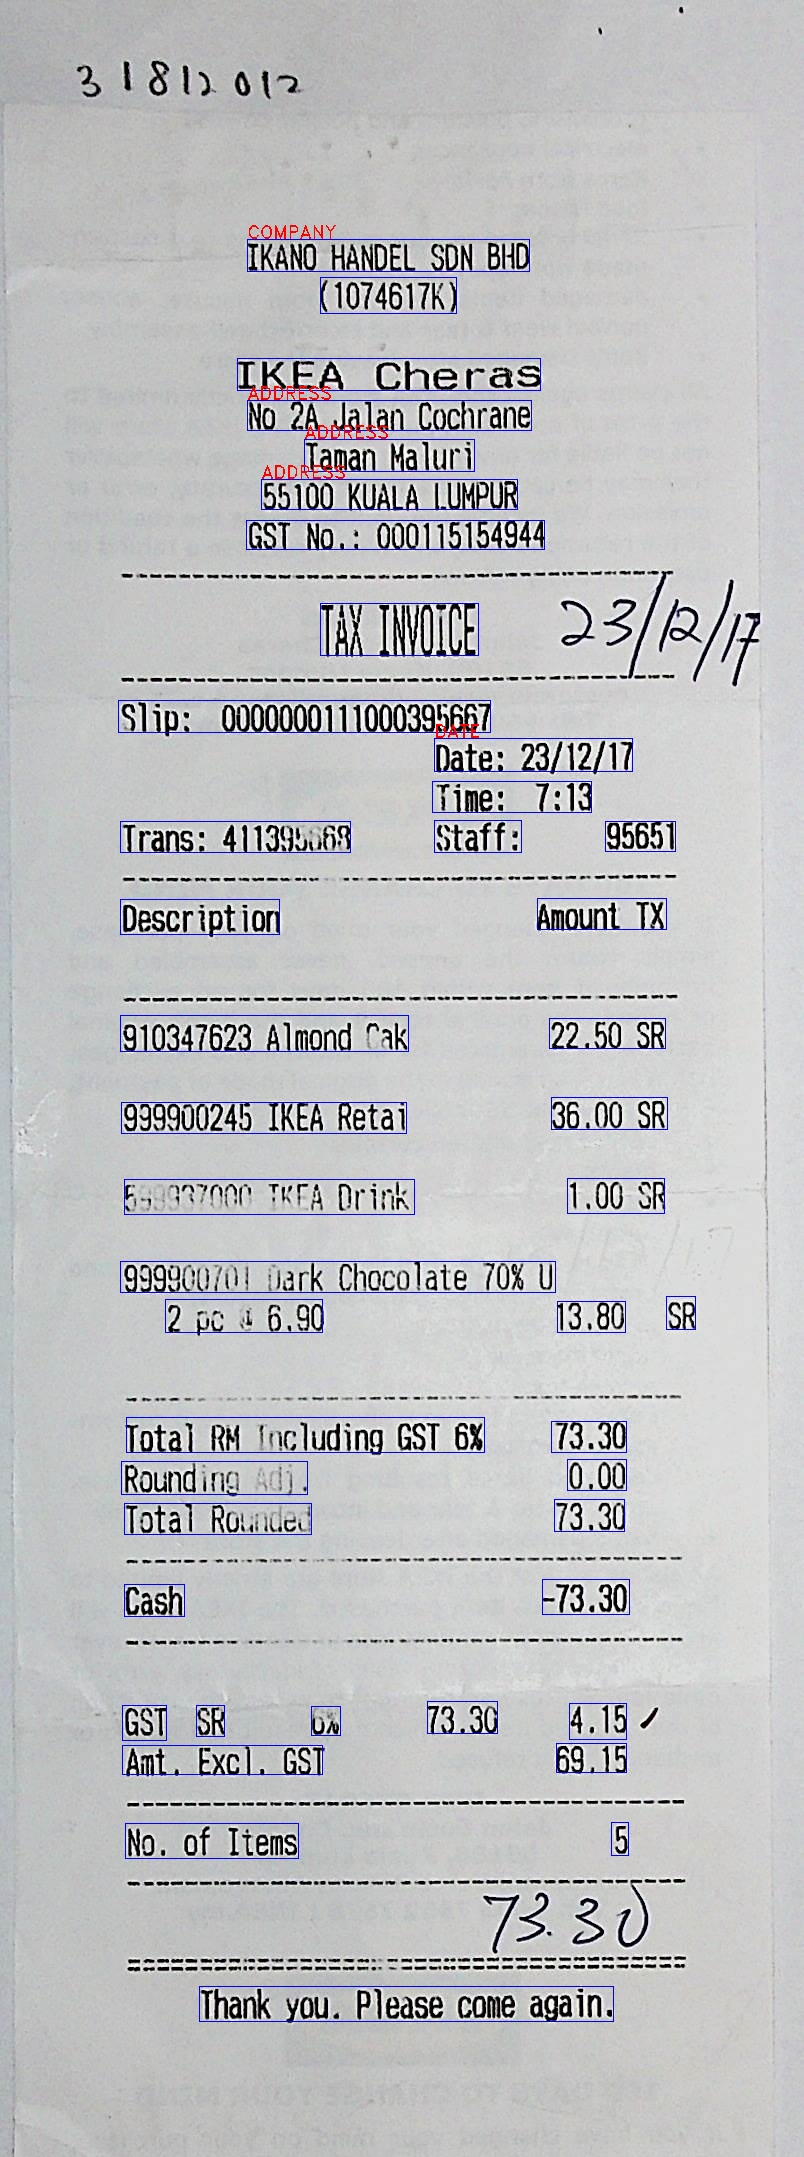 31812012
COMPANY
IKANO HANDEL SDN BHD
(1074617K)
IKEA Cheras
ADDRESS
No 2A Jalan Cochrane
ADDRESS
Taman Maluri
ADDRESS
55100 KUALA LUMPUR
GST No.: 000115154944
TAX INVOICE 23/12/17
Slip: 0000000111000395667
DATE
Date: 23/12/17
Time: 7:13
Trans: 411395668 Staff: 95651
Description Amount TX
910347623 Almond Cak 22.50 SR
999900245 IKEA Retai 36.00 SR
599937000 IKEA Drink 1.00 SR
999900701 Dark Chocolate 70% U
2 pc @ 6.90 13.80 SR
Total RM Including GST 6% 73.30
Rounding Adj. 0.00
Total Rounded 73.30
Cash -73.30
GST SR 6% 73.30 4.15
Amt. Excl. GST 69.15
No. of Items 5
73.30
Thank you. Please come again.